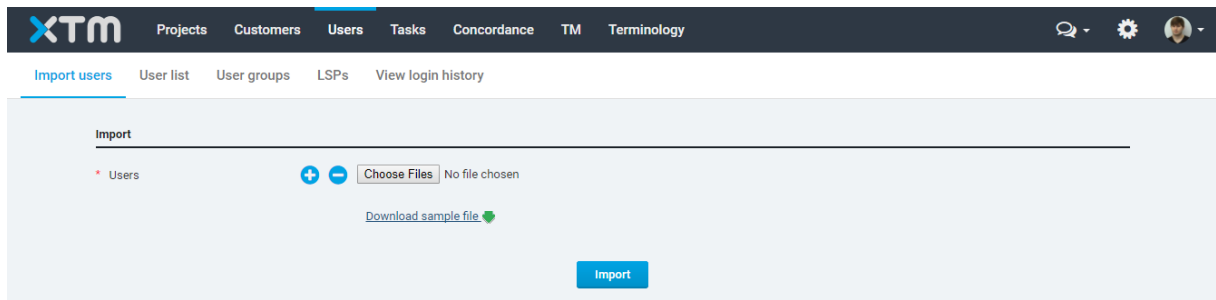 XTM Projects Customers Users Tasks Concordance TM Terminology
Import users User list User groups LSPs View login history
Import
* Users Choose Files No file chosen
Download sample file
Import